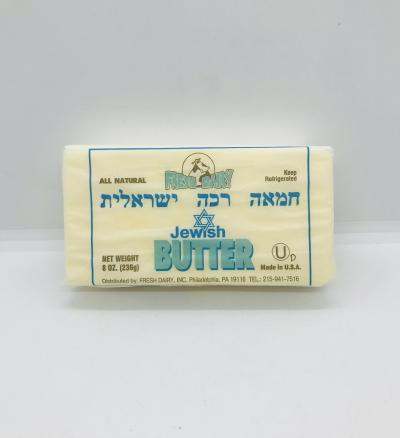 FRESH DAIRY
ALL NATURAL
Keep
Refrigerated
חמאה רכה ישראלית
Jewish
BUTTER
NET WEIGHT
8 OZ. (236g)
U D
Made in U.S.A.
Distributed by: FRESH DAIRY, INC. Philadelphia, PA 19116 TEL.: 215-941-7516